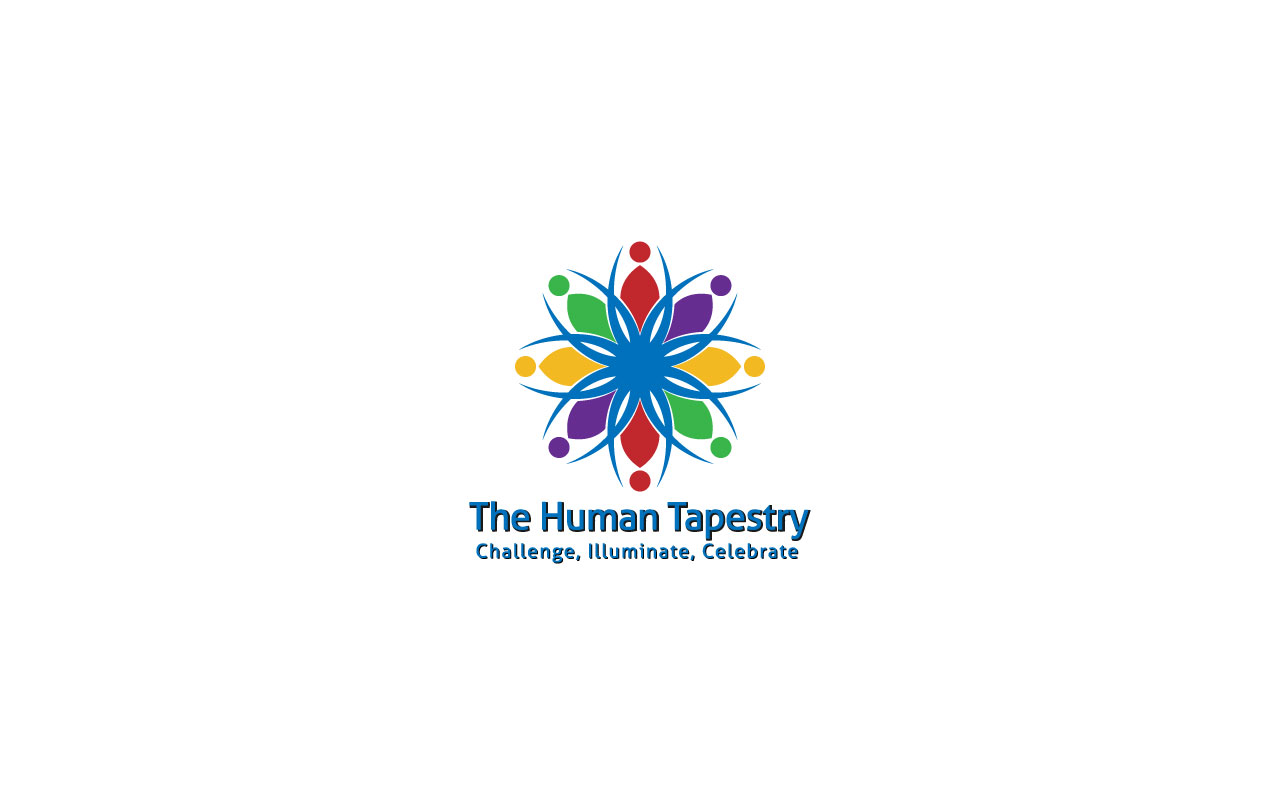 The Human Tapestry
Challenge, Illuminate, Celebrate